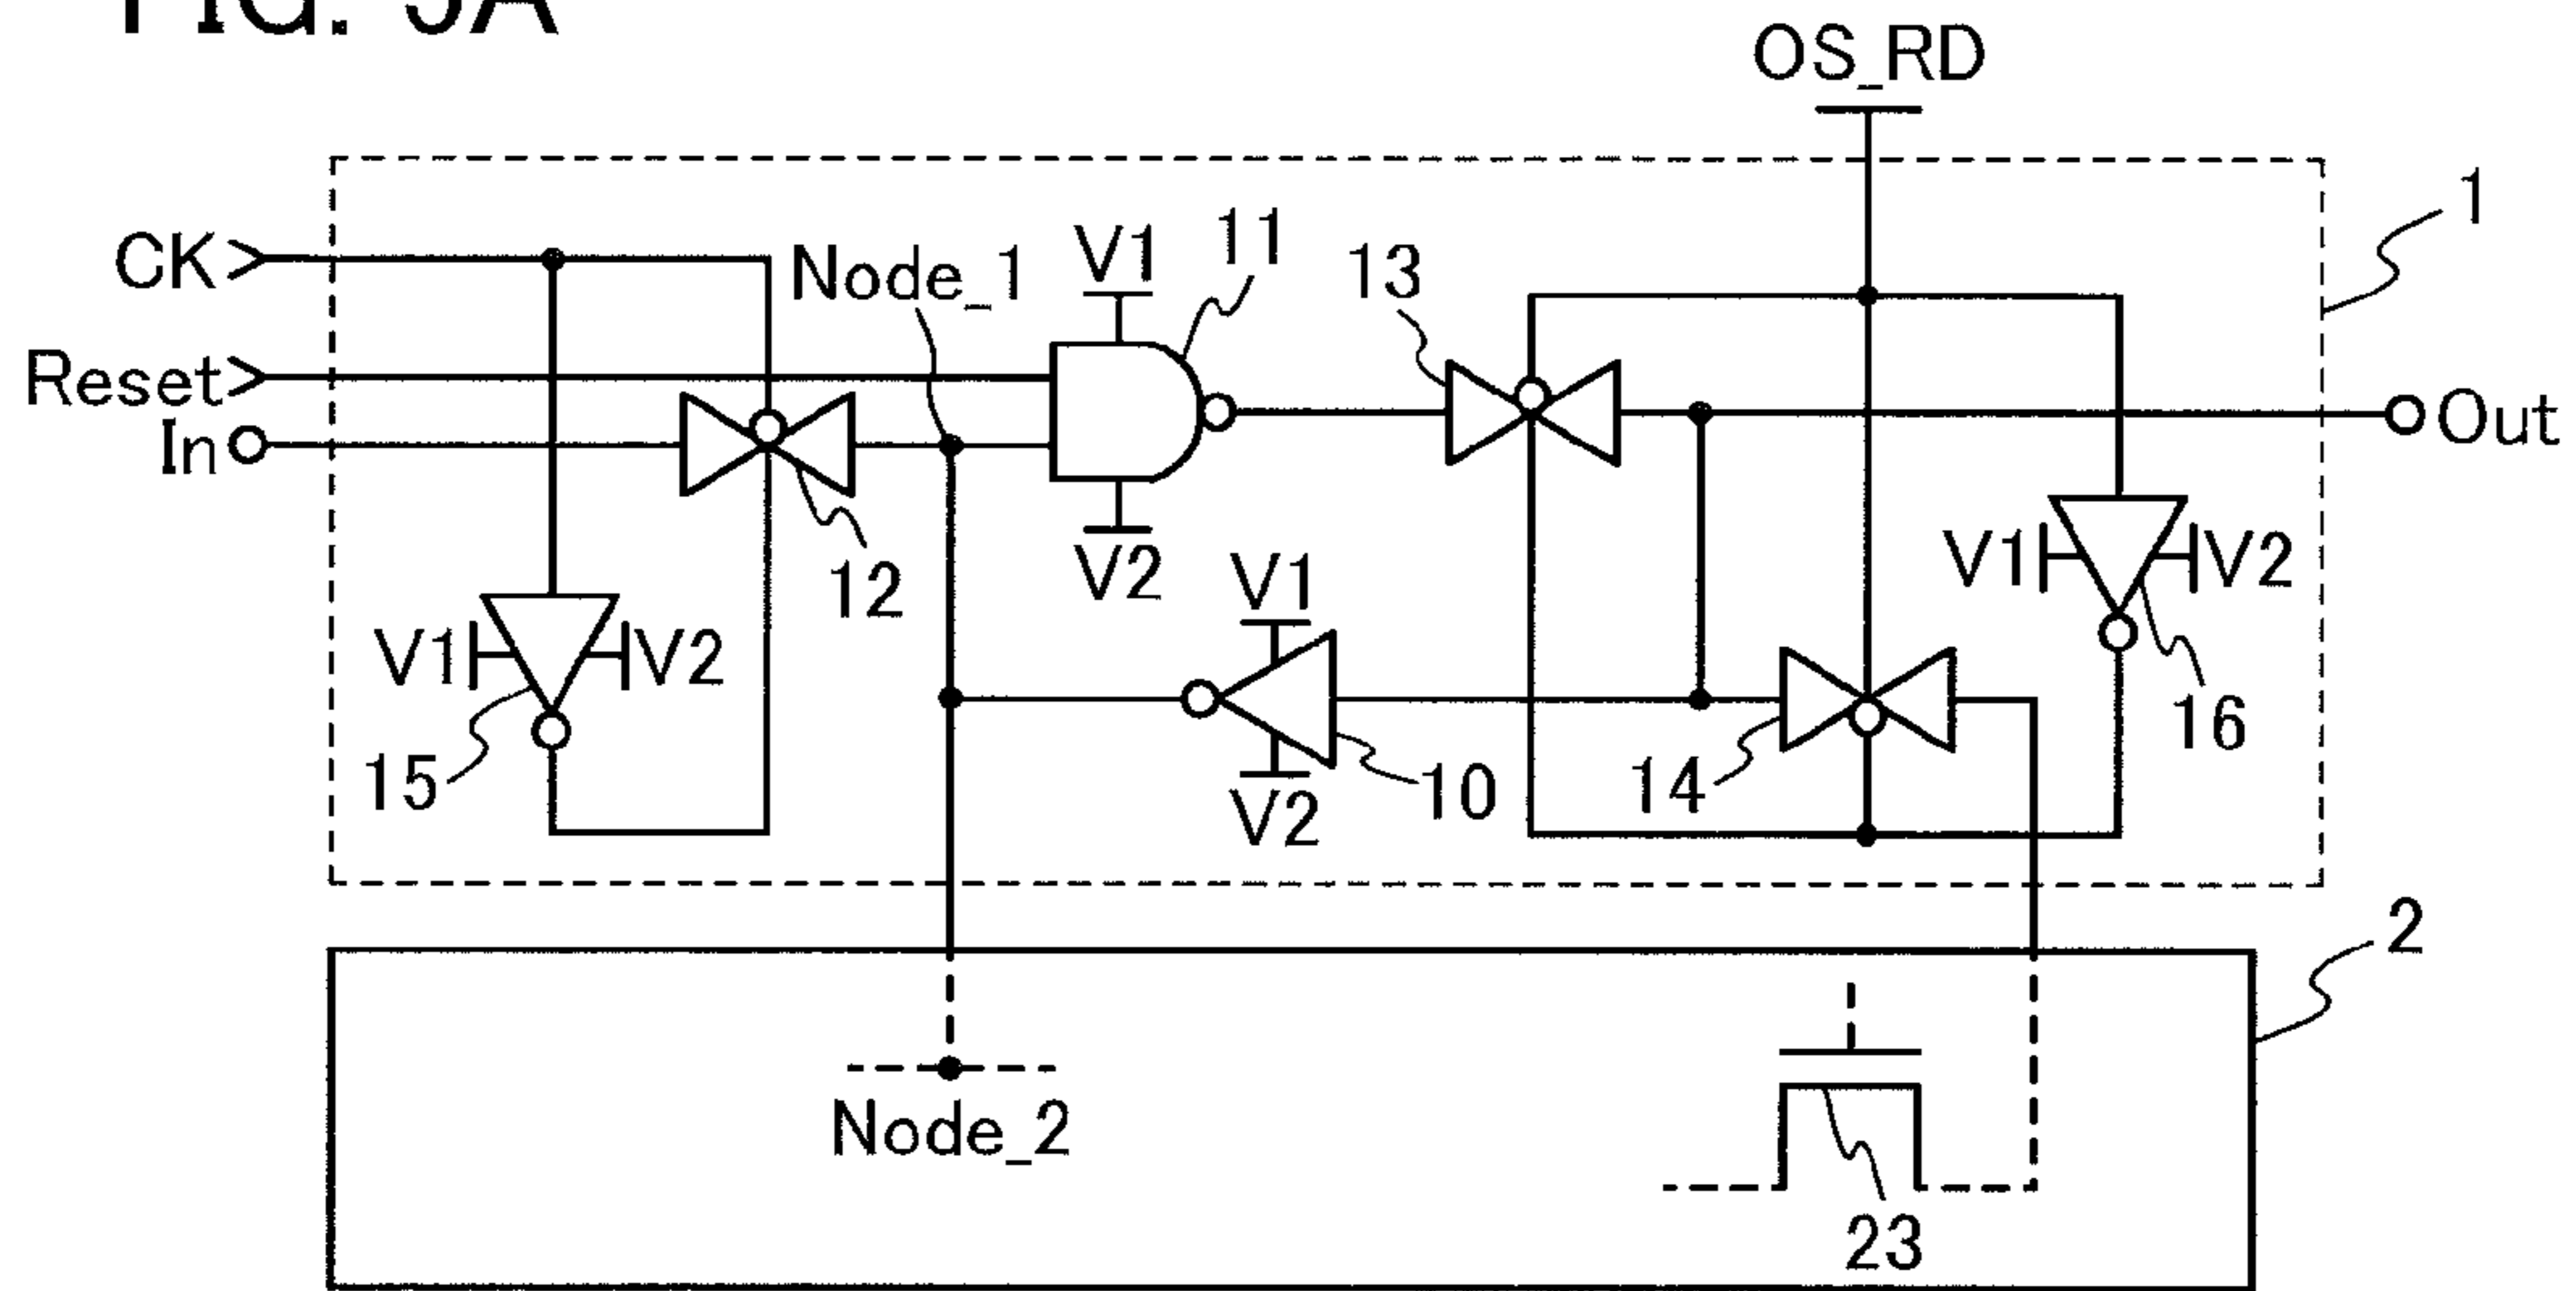 FIG. 5A
OS_RD
1
CK
Node_1
V1
11
13
Reset
In
Out
V2
12
V1
V1
V2
V1
V2
16
15
10
14
V2
2
Node_2
23